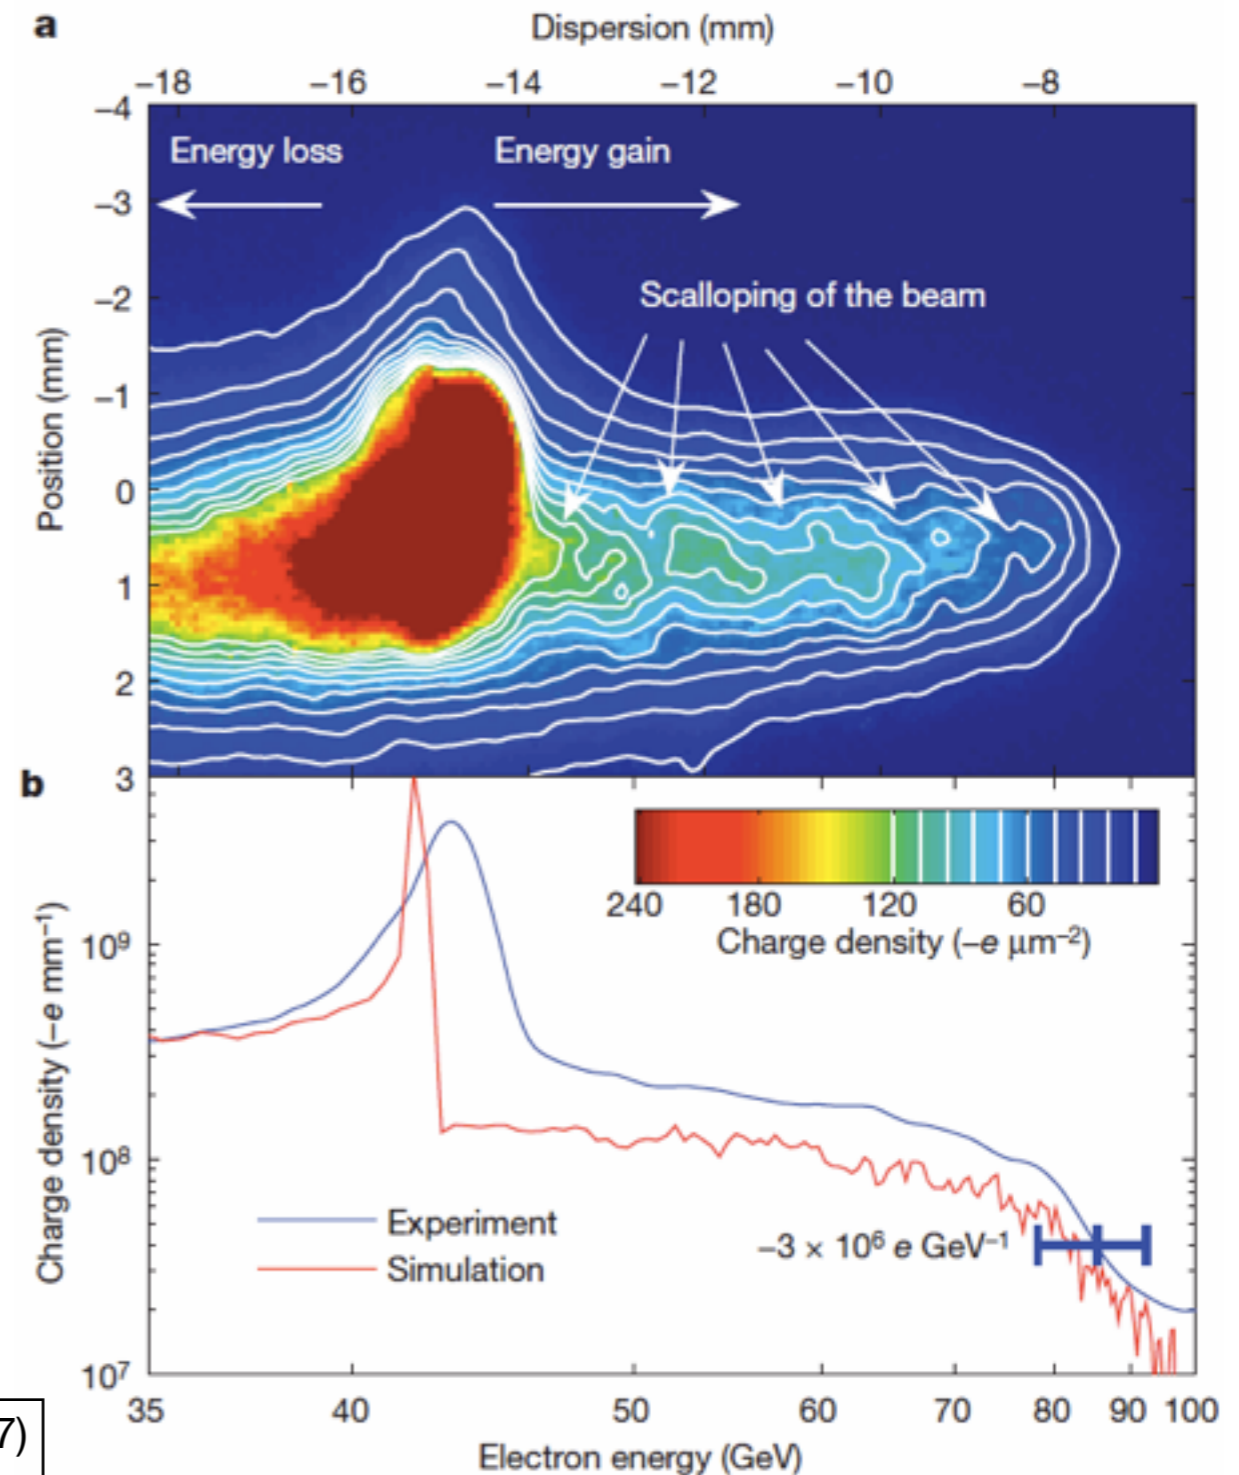 a
Dispersion (mm)
–18 –16 –14 –12 –10 –8
–4
Energy loss Energy gain
–3
–2
Scalloping of the beam
–1
Position (mm)
0
1
2
3
b
240 180 120 60
Charge density (–e μm⁻²)
10⁹
Charge density (–e mm⁻¹)
10⁸
Experiment
Simulation
–3 × 10⁶ e GeV⁻¹
10⁷
35 40 50 60 70 80 90 100
Electron energy (GeV)
7)